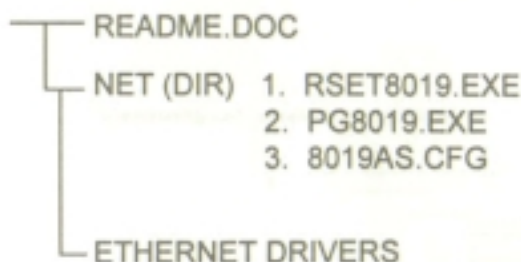 README.DOC
NET (DIR) 1. RSET8019.EXE
2. PG8019.EXE
3. 8019AS.CFG
ETHERNET DRIVERS